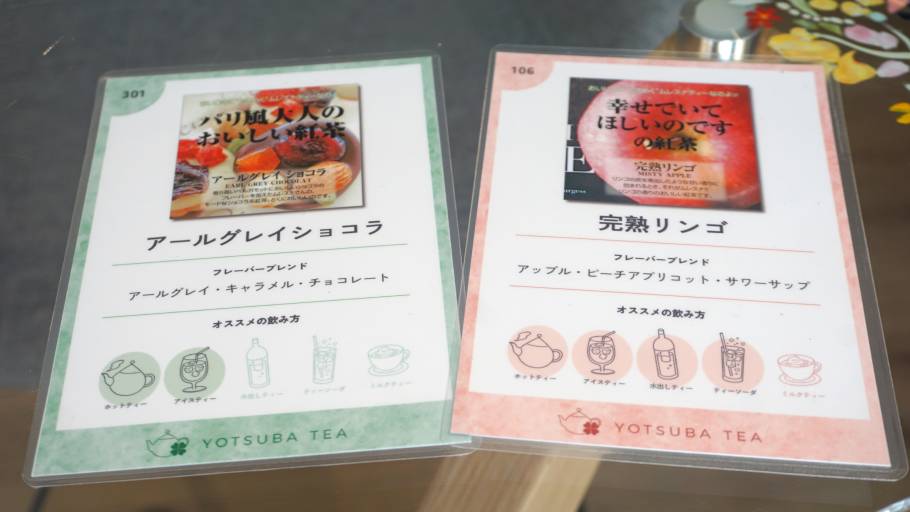 301
パリ風大人の
おいしい紅茶
アールグレイ ショコラ
EARL GREY CHOCOLAT
アールグレイショコラ
フレーバーブレンド
アールグレイ・キャラメル・チョコレート
オススメの飲み方
ホットティー
アイスティー
水出しティー
ティーソーダ
ミルクティー
YOTSUBA TEA
106
幸せでいて
ほしいのです
の紅茶
完熟リンゴ
MISTY APPLE
完熟リンゴ
フレーバーブレンド
アップル・ピーチアプリコット・サワーサップ
オススメの飲み方
ホットティー
アイスティー
水出しティー
ティーソーダ
ミルクティー
YOTSUBA TEA